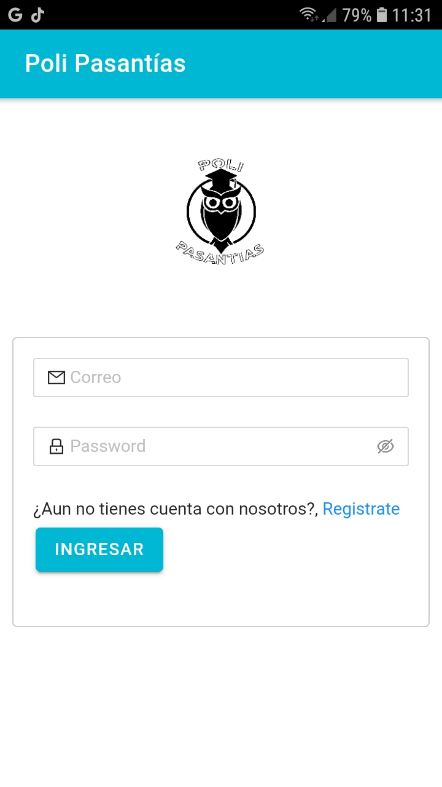 79% 11:31
Poli Pasantías
POLI
PASANTIAS
Correo
Password
¿Aun no tienes cuenta con nosotros?, Registrate
INGRESAR